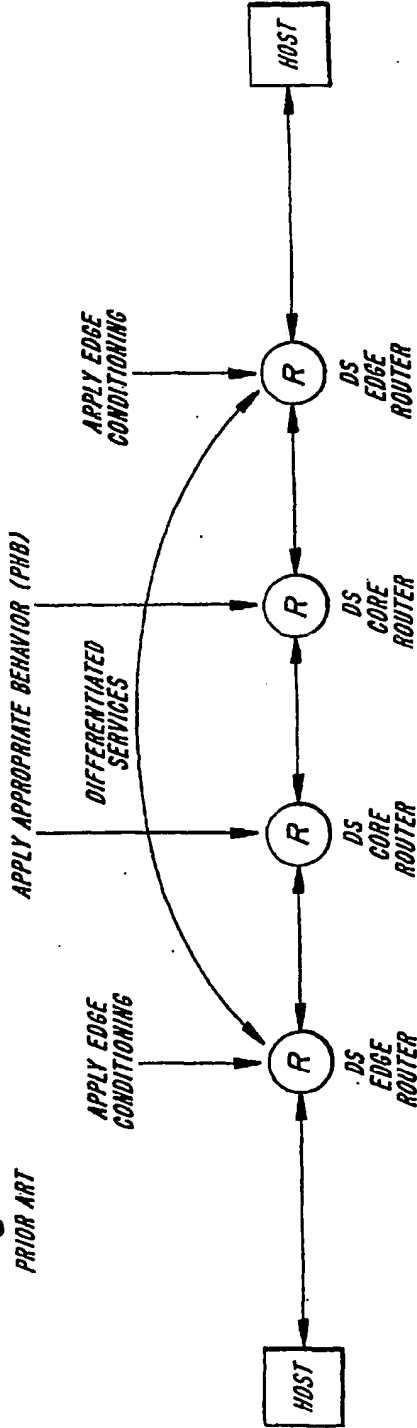 PRIOR ART
APPLY APPROPRIATE BEHAVIOR (PHB)
APPLY EDGE
CONDITIONING
DIFFERENTIATED
SERVICES
APPLY EDGE
CONDITIONING
HOST
R
DS
EDGE
ROUTER
R
DS
CORE
ROUTER
R
DS
CORE
ROUTER
R
DS
EDGE
ROUTER
HOST